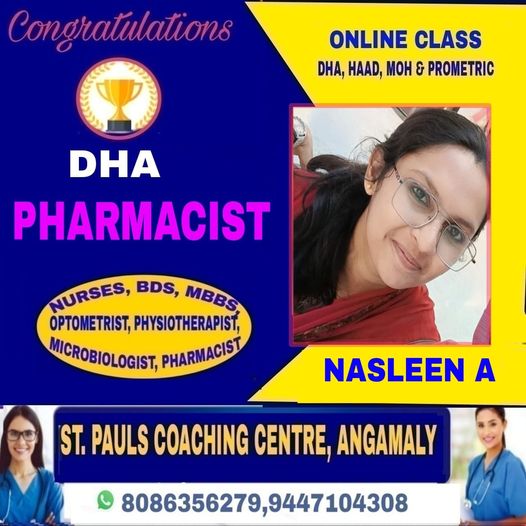 Congratulations
DHA
PHARMACIST
NURSES, BDS, MBBS,
OPTOMETRIST, PHYSIOTHERAPIST,
MICROBIOLOGIST, PHARMACIST
ONLINE CLASS
DHA, HAAD, MOH & PROMETRIC
NASLEEN A
ST. PAULS COACHING CENTRE, ANGAMALY
8086356279,9447104308